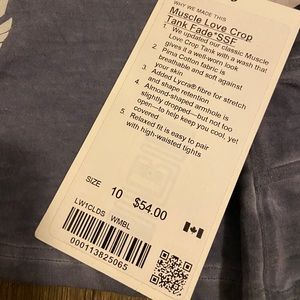 WHY WE MADE THIS
Muscle Love Crop
Tank Fade*SSF
1. We updated our classic Muscle
Love Crop Tank with a wash that
gives it a well-worn look
2. Pima Cotton fabric is
breathable and soft against
your skin
3. Added Lycra® fibre for stretch
and shape retention
4. Almond-shaped armhole is
slightly dropped—but not too
open—to help keep you cool, yet
covered
5. Relaxed fit is easy to pair
with high-waisted tights
SIZE 10 $54.00
LW1CLDS WMBL
000113825065